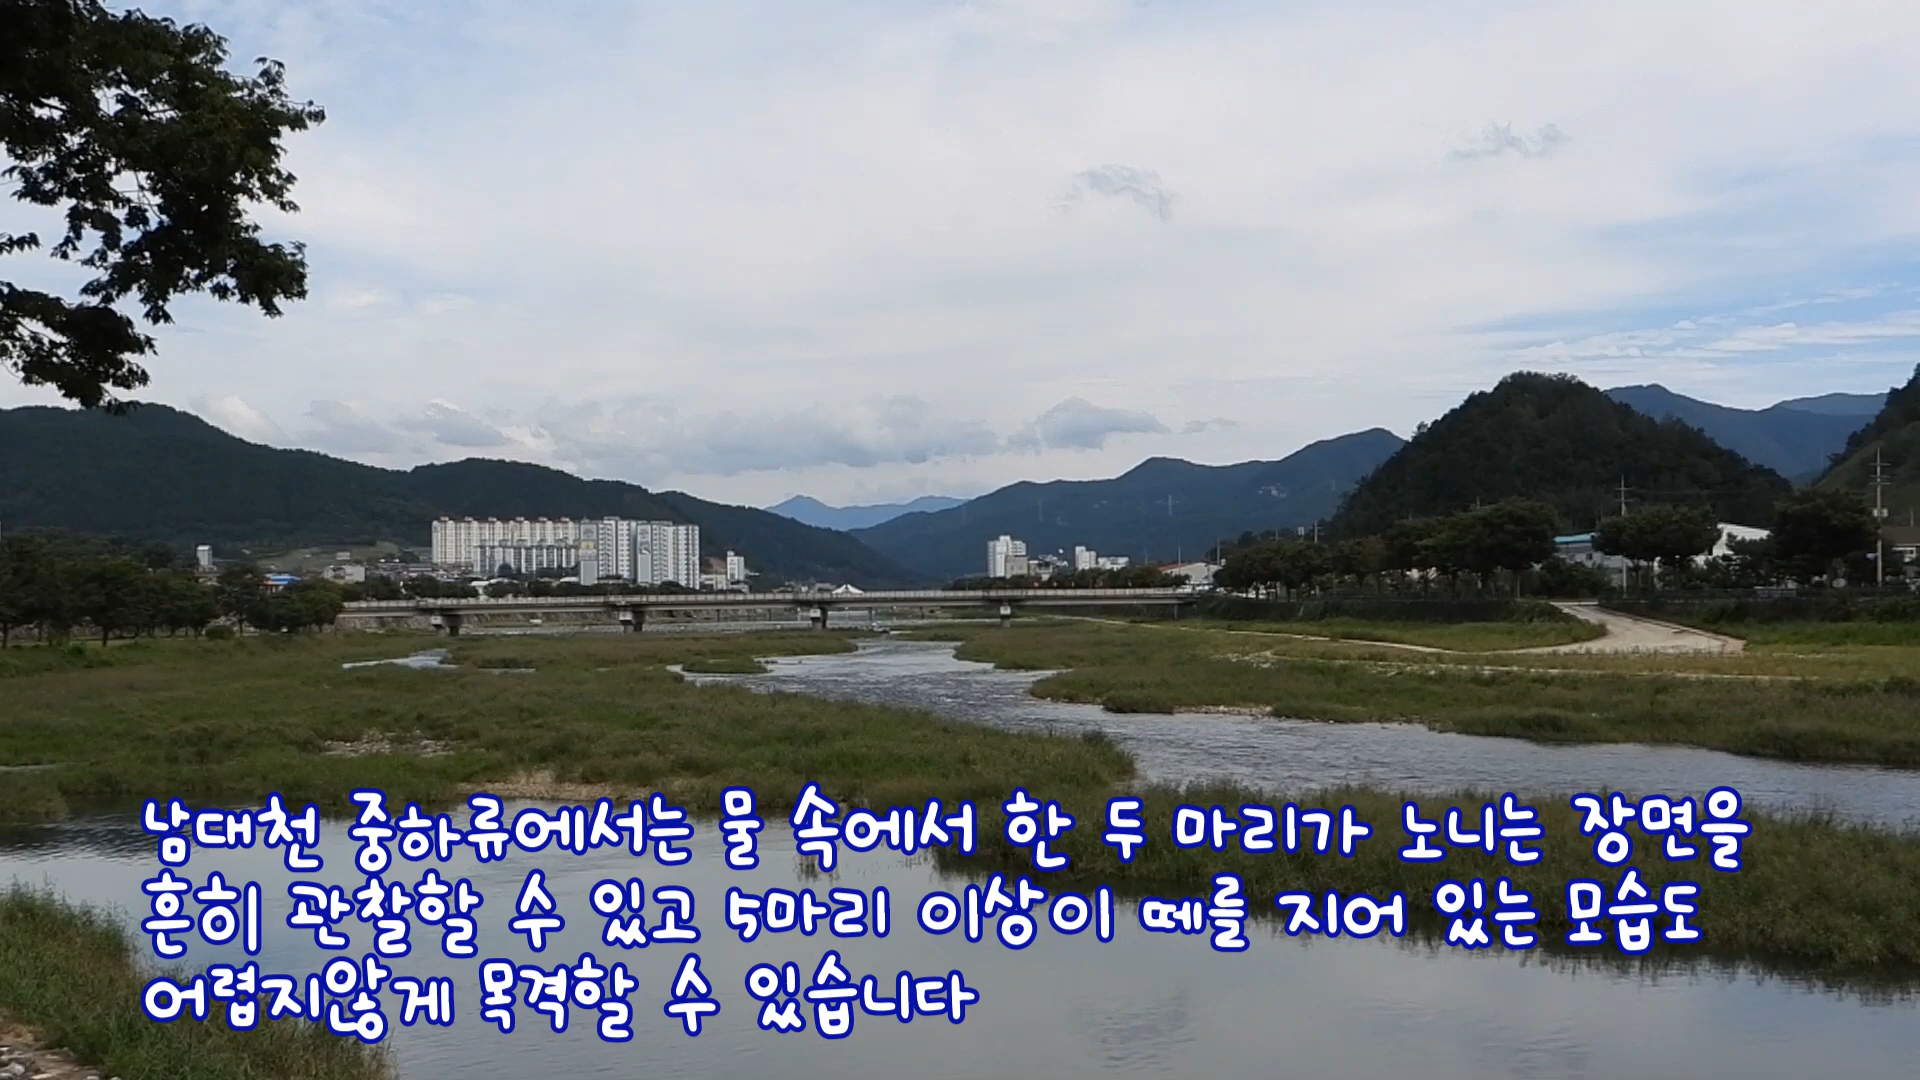 남대천 중하류에서는 물 속에서 한 두 마리가 노니는 장면을
흔히 관찰할 수 있고 5마리 이상이 떼를 지어 있는 모습도
어렵지않게 목격할 수 있습니다